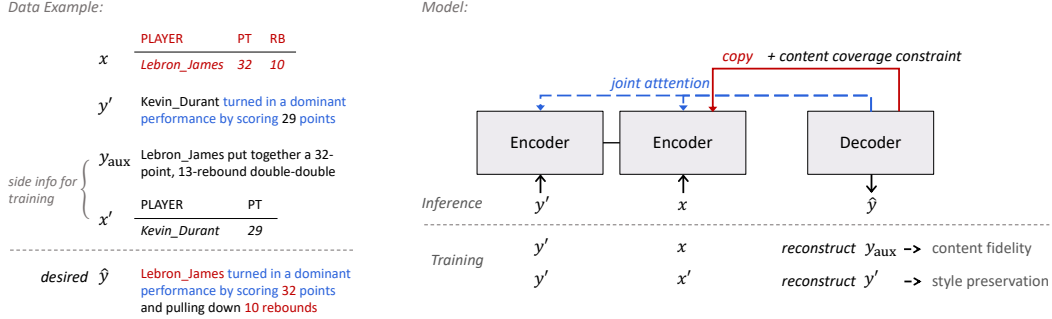 Data Example:
x
PLAYER PT RB
Lebron_James 32 10
y′
Kevin_Durant turned in a dominant
performance by scoring 29 points
side info for
training
y_aux
Lebron_James put together a 32-
point, 13-rebound double-double
x′
PLAYER PT
Kevin_Durant 29
desired ŷ
Lebron_James turned in a dominant
performance by scoring 32 points
and pulling down 10 rebounds
Model:
copy + content coverage constraint
joint atttention
Encoder Encoder Decoder
Inference y′ x ŷ
Training
y′ x reconstruct y_aux -> content fidelity
y′ x′ reconstruct y′ -> style preservation